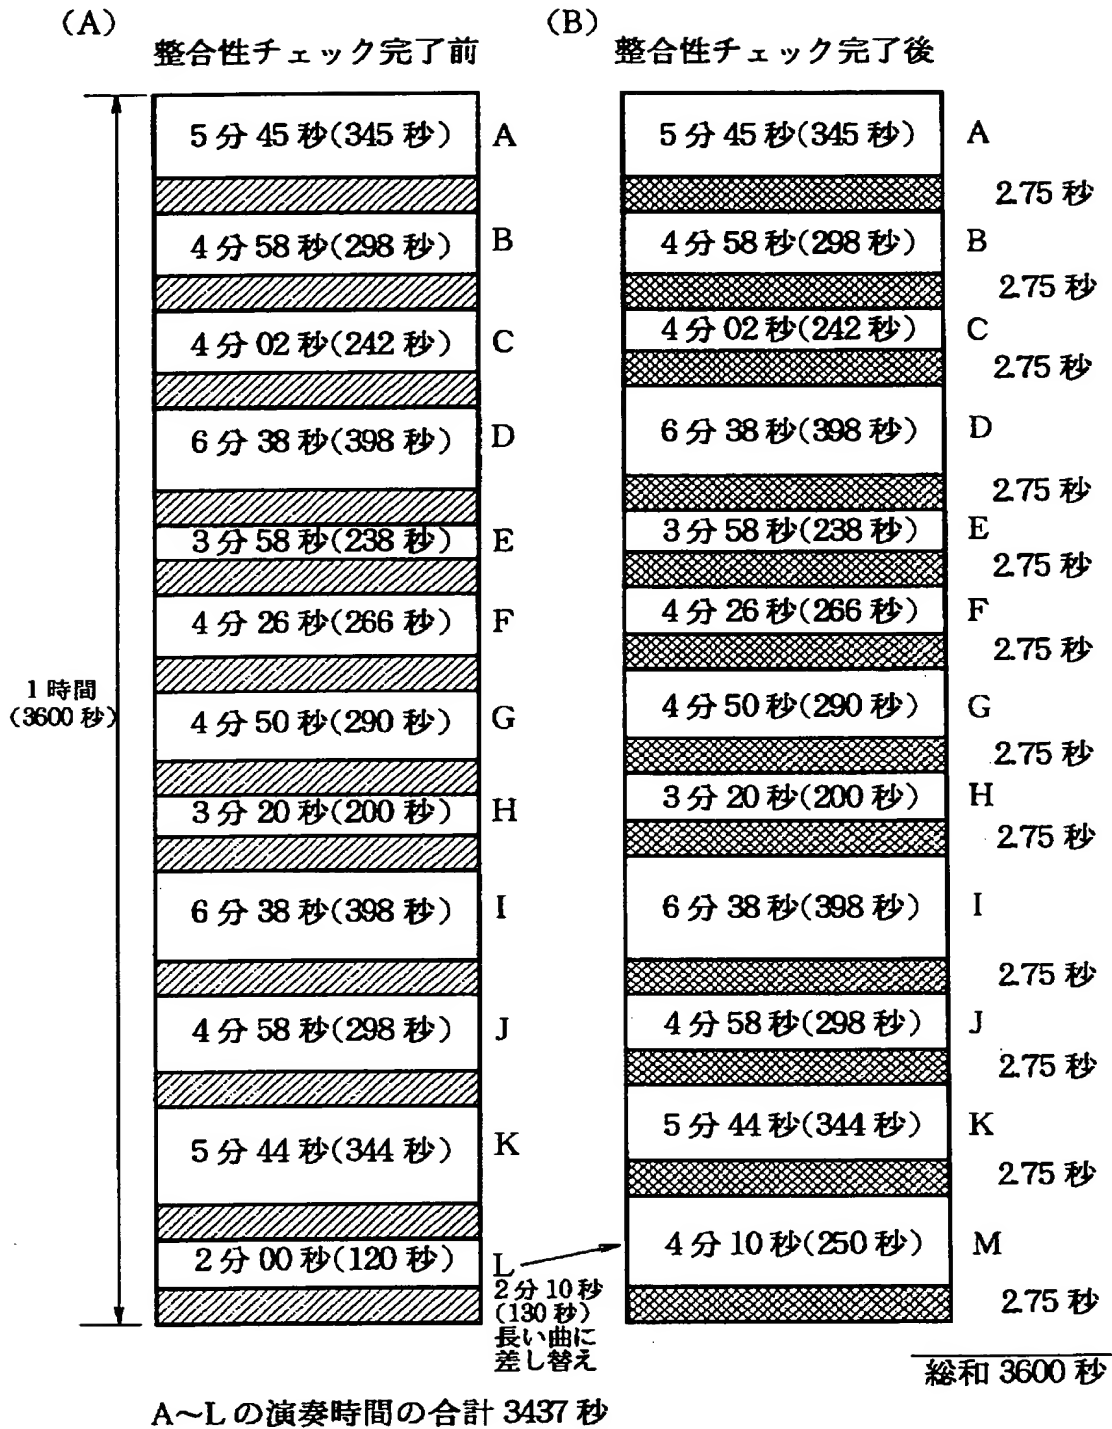 (A)
整合性チェック完了前
5分45秒(345秒) A
4分58秒(298秒) B
4分02秒(242秒) C
6分38秒(398秒) D
3分58秒(238秒) E
4分26秒(266秒) F
1時間
(3600秒)
4分50秒(290秒) G
3分20秒(200秒) H
6分38秒(398秒) I
4分58秒(298秒) J
5分44秒(344秒) K
2分00秒(120秒) L
2分10秒
(130秒)
長い曲に
差し替え
A~Lの演奏時間の合計3437秒
(B)
整合性チェック完了後
5分45秒(345秒) A
2.75秒
4分58秒(298秒) B
2.75秒
4分02秒(242秒) C
2.75秒
6分38秒(398秒) D
2.75秒
3分58秒(238秒) E
2.75秒
4分26秒(266秒) F
2.75秒
4分50秒(290秒) G
2.75秒
3分20秒(200秒) H
2.75秒
6分38秒(398秒) I
2.75秒
4分58秒(298秒) J
2.75秒
5分44秒(344秒) K
2.75秒
4分10秒(250秒) M
2.75秒
総和3600秒